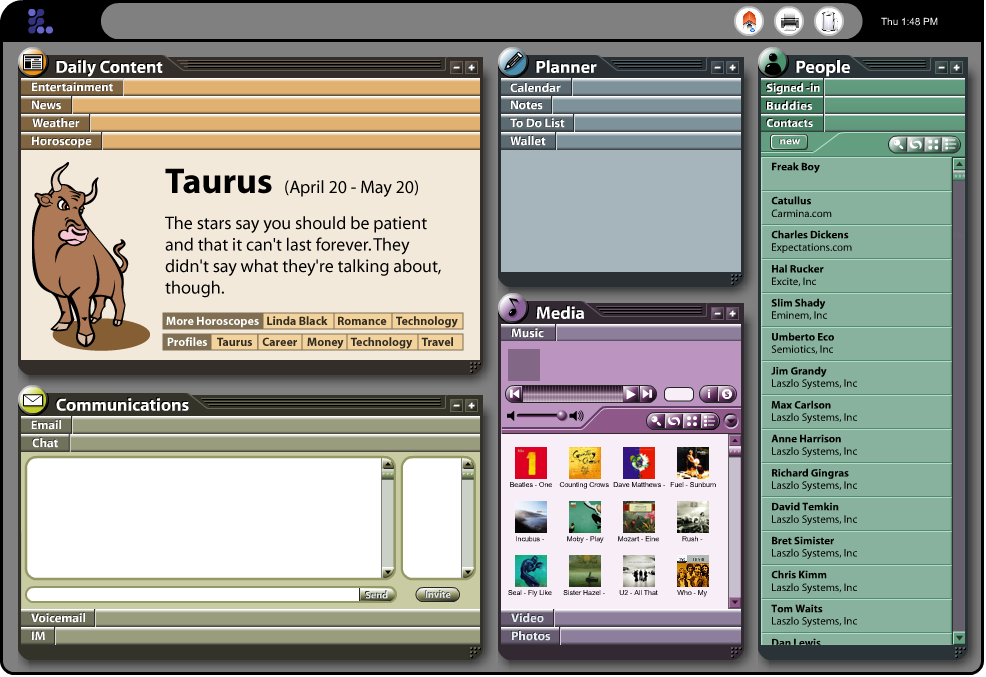 Thu 1:48 PM
Daily Content
Entertainment
News
Weather
Horoscope
Taurus (April 20 - May 20)
The stars say you should be patient
and that it can't last forever. They
didn't say what they're talking about,
though.
More Horoscopes Linda Black Romance Technology
Profiles Taurus Career Money Technology Travel
Communications
Email
Chat
Send
Invite
Voicemail
IM
Planner
Calendar
Notes
To Do List
Wallet
Media
Music
i
S
Beatles - One Counting Crows Dave Matthews - Fuel - Sunburn
Incubus - Moby - Play Mozart - Eine Rush -
Seal - Fly Like Sister Hazel - U2 - All That Who - My
Video
Photos
People
Signed -in
Buddies
Contacts
new
Freak Boy
Catullus
Carmina.com
Charles Dickens
Expectations.com
Hal Rucker
Excite, Inc
Slim Shady
Eminem, Inc
Umberto Eco
Semiotics, Inc
Jim Grandy
Laszlo Systems, Inc
Max Carlson
Laszlo Systems, Inc
Anne Harrison
Laszlo Systems, Inc
Richard Gingras
Laszlo Systems, Inc
David Temkin
Laszlo Systems, Inc
Bret Simister
Laszlo Systems, Inc
Chris Kimm
Laszlo Systems, Inc
Tom Waits
Laszlo Systems, Inc
Dan Lewis